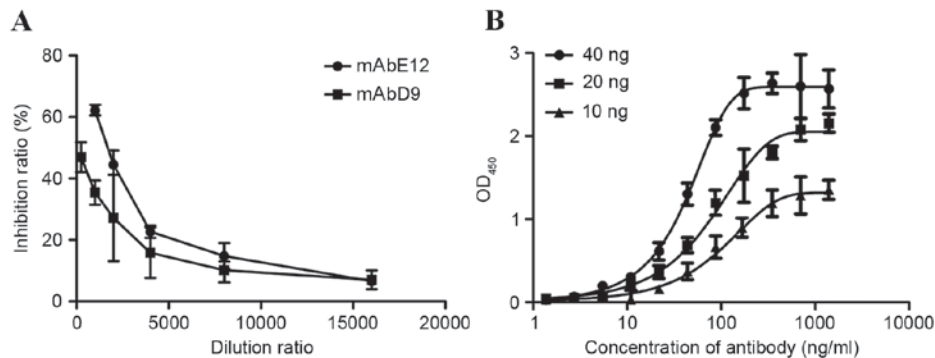 A
80
60
40
20
0
Inhibition ratio (%)
mAbE12
mAbD9
0 5000 10000 15000 20000
Dilution ratio
B
3
2
1
0
OD450
40 ng
20 ng
10 ng
1 10 100 1000 10000
Concentration of antibody (ng/ml)